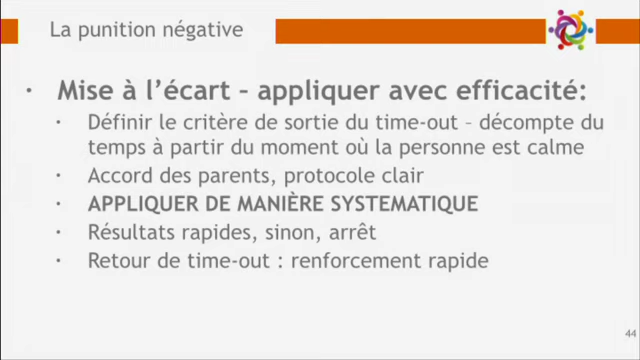 La punition négative
· Mise à l'écart – appliquer avec efficacité:
· Définir le critère de sortie du time-out – décompte du
temps à partir du moment où la personne est calme
· Accord des parents, protocole clair
· APPLIQUER DE MANIÈRE SYSTEMATIQUE
· Résultats rapides, sinon, arrêt
· Retour de time-out : renforcement rapide
44